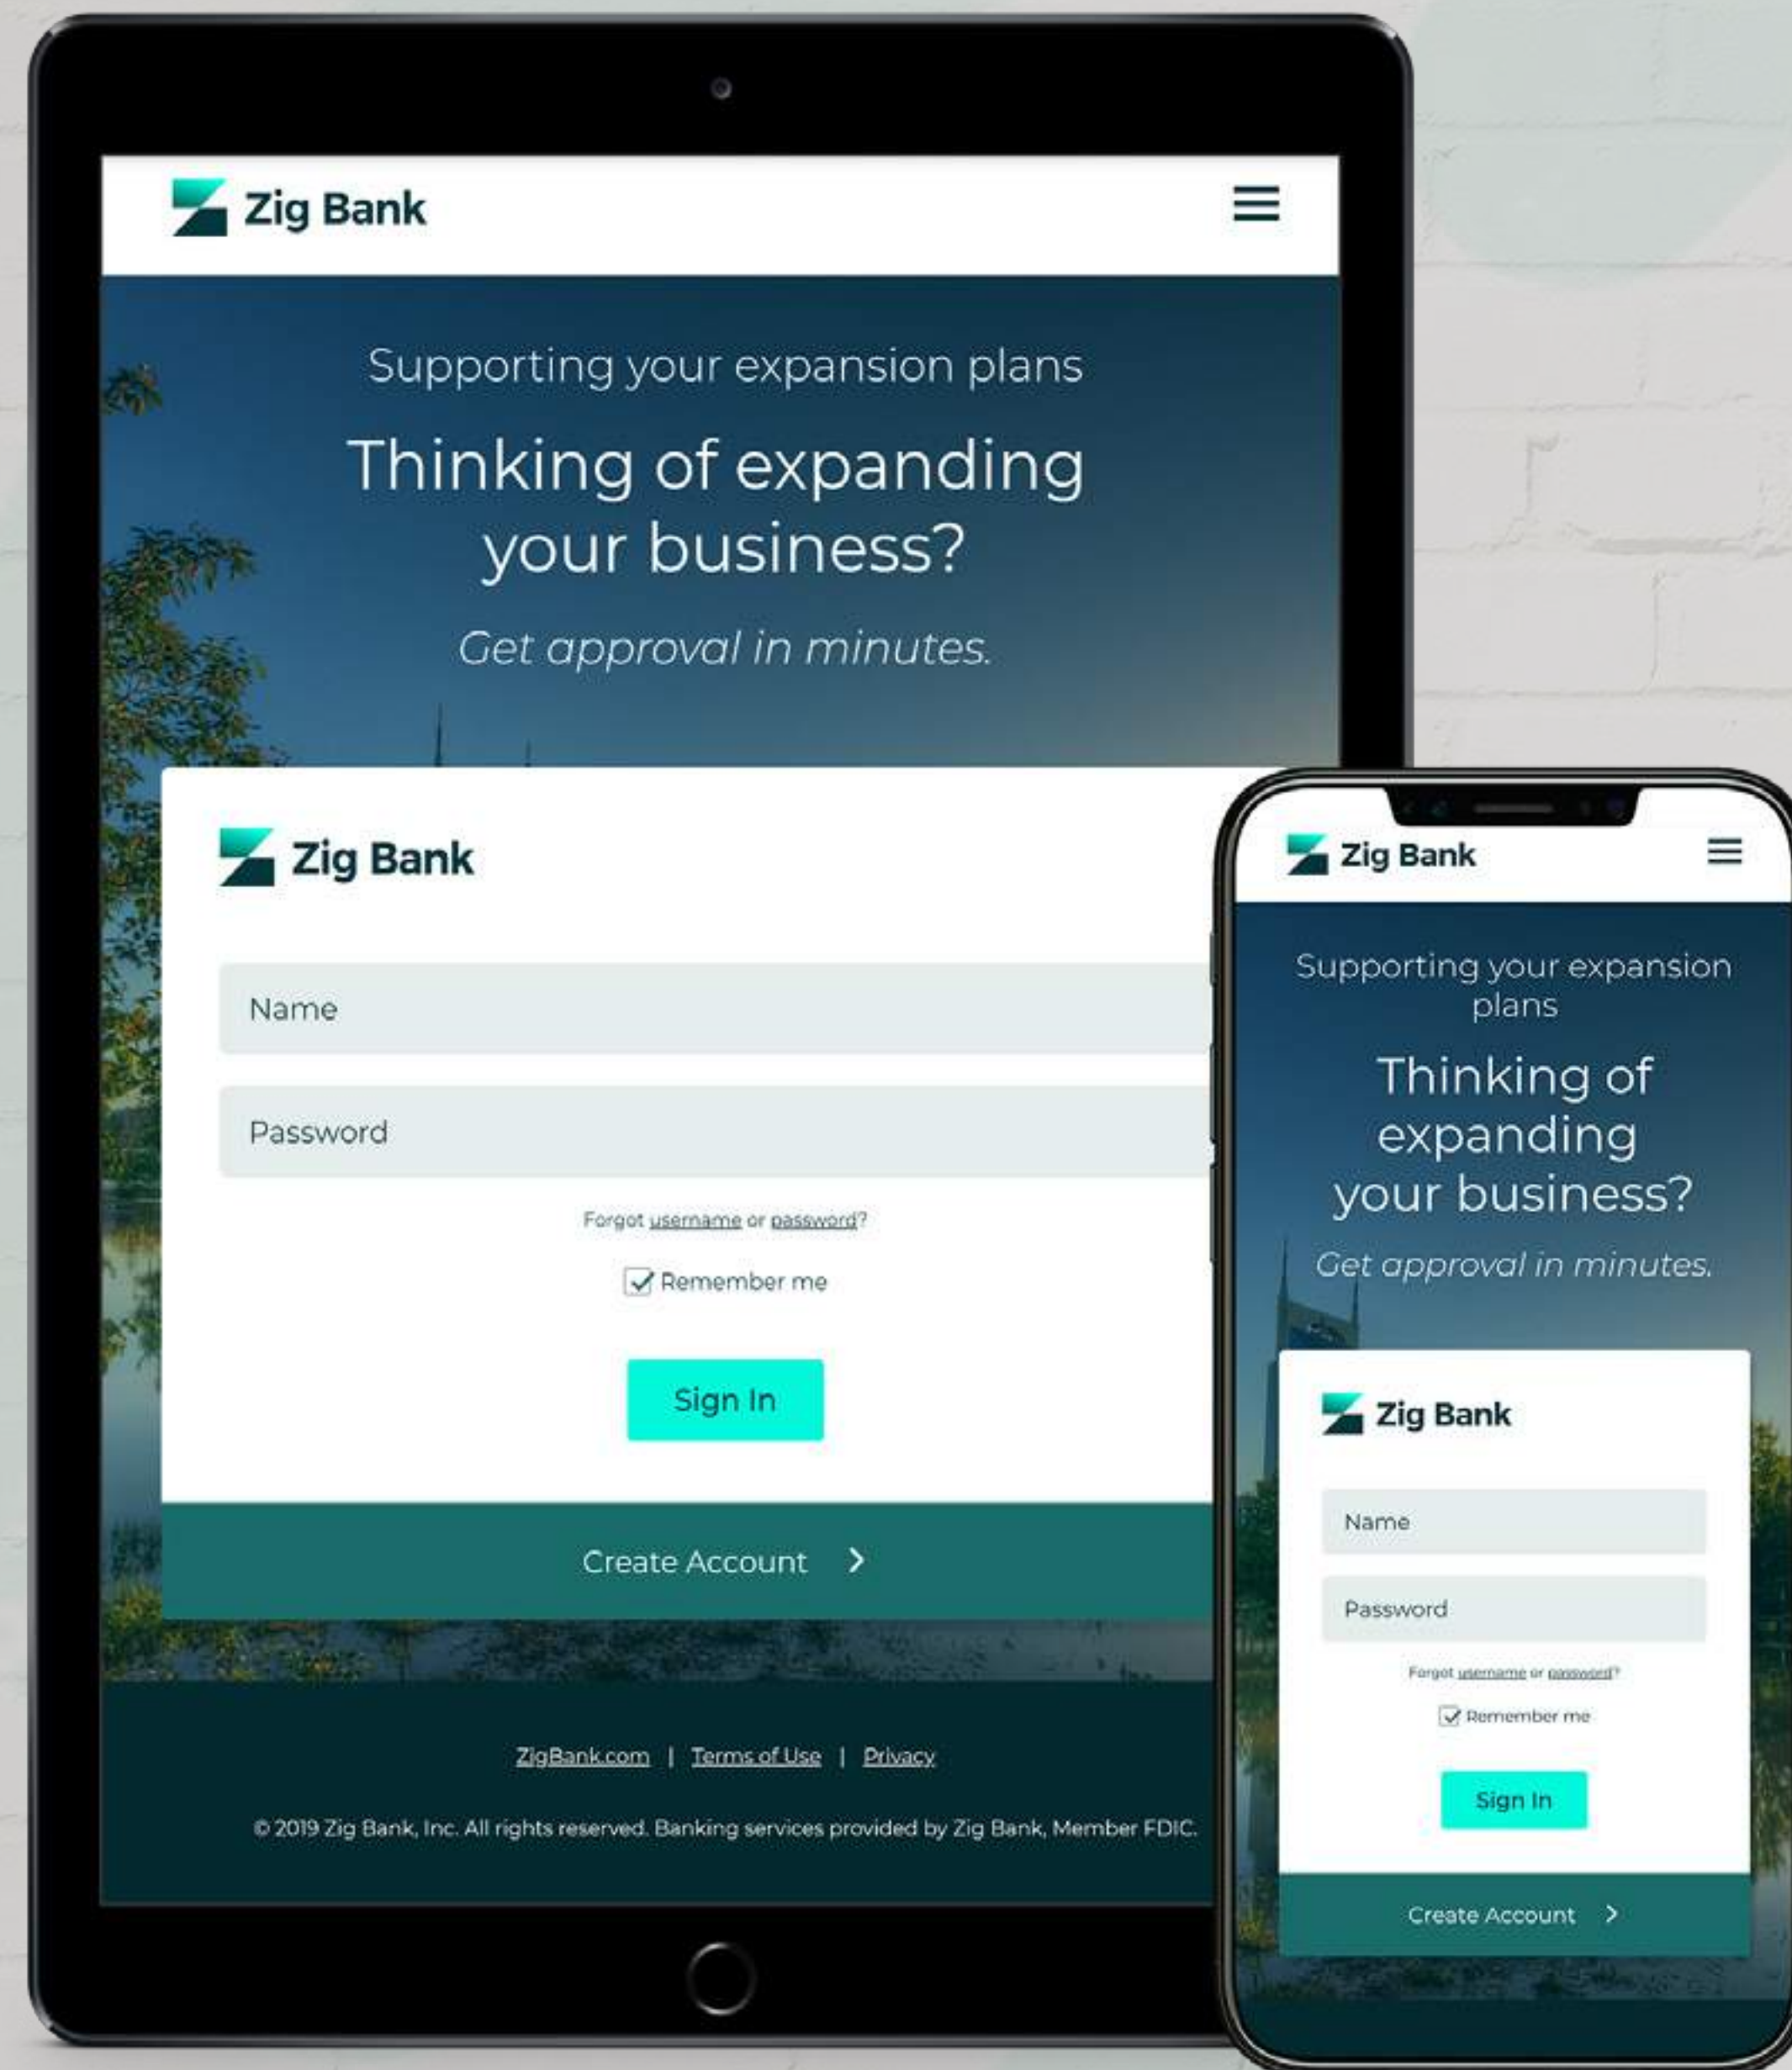 Zig Bank
Supporting your expansion plans
Thinking of expanding
your business?
Get approval in minutes.
Zig Bank
Name
Password
Forgot username or password?
Remember me
Sign In
Create Account >
ZigBank.com | Terms of Use | Privacy
© 2019 Zig Bank, Inc. All rights reserved. Banking services provided by Zig Bank, Member FDIC.
Zig Bank
Supporting your expansion
plans
Thinking of
expanding
your business?
Get approval in minutes.
Zig Bank
Name
Password
Forgot username or password?
Remember me
Sign In
Create Account >